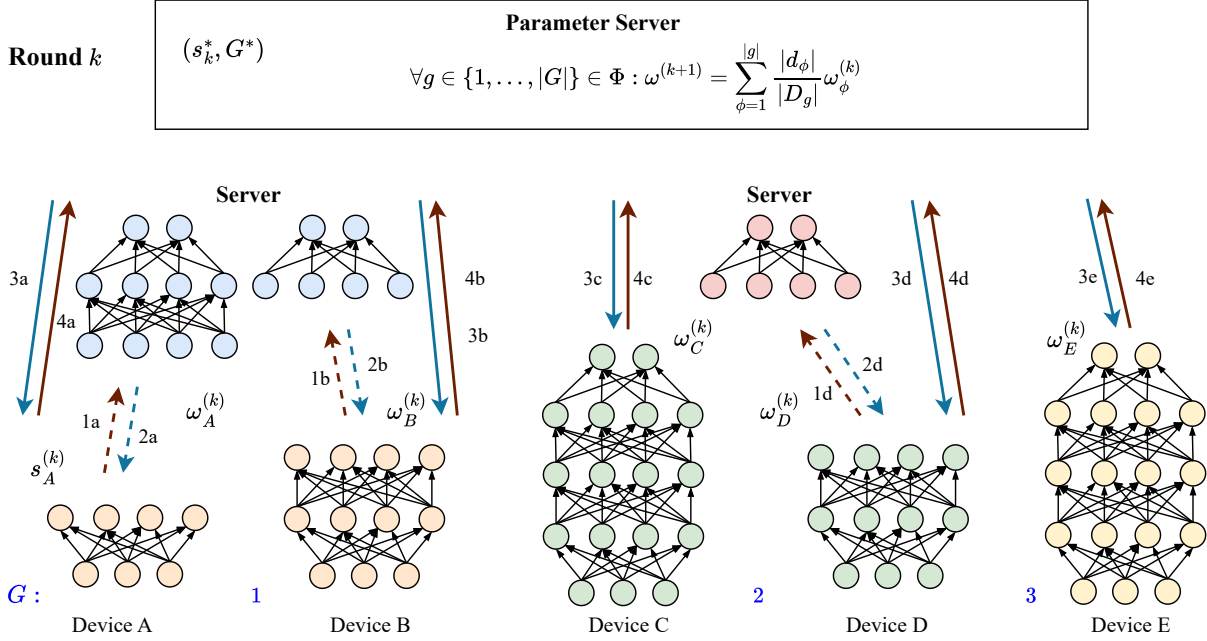 Parameter Server
Round k
(s_k^*, G^*)
∀g ∈ {1, …, |G|} ∈ Φ : ω^{(k+1)} = ∑_{ϕ=1}^{|g|} \frac{|d_ϕ|}{|D_g|} ω_ϕ^{(k)}
Server
Server
3a
4a
4b
3b
3c
4c
3d
4d
3e
4e
1b
2b
ω_C^{(k)}
ω_E^{(k)}
1a
2a
ω_A^{(k)}
ω_B^{(k)}
2d
1d
ω_D^{(k)}
s_A^{(k)}
G :
1
2
3
Device A
Device B
Device C
Device D
Device E